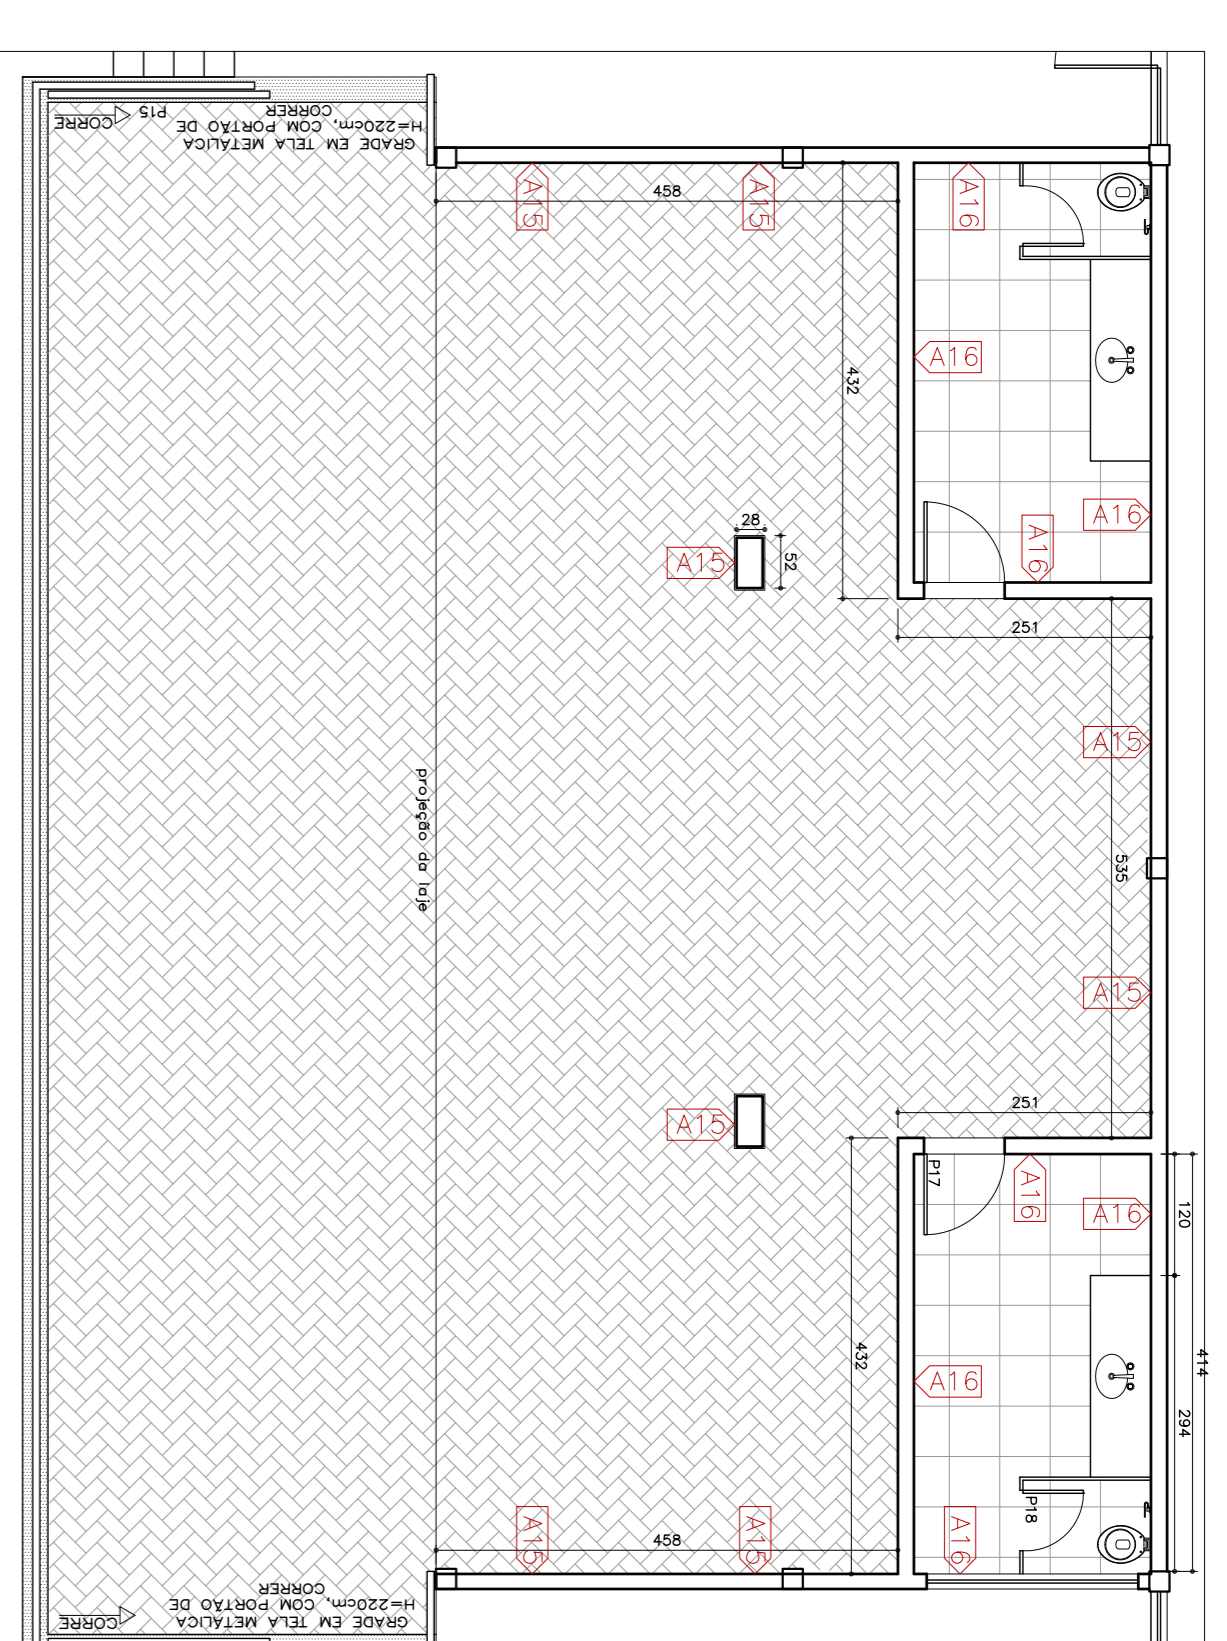 GRADE EM TELA METÁLICA
H=220cm, COM PORTÃO DE
CORRER
P15
CORRE
A15
A15
458
A16
432
A16
A16
A16
28
52
A15
251
A15
projeção da laje
535
A15
251
A15
P17
A16
A16
120
414
294
432
A16
P18
A16
A15
A15
458
GRADE EM TELA METÁLICA
H=220cm, COM PORTÃO DE
CORRER
CORRE